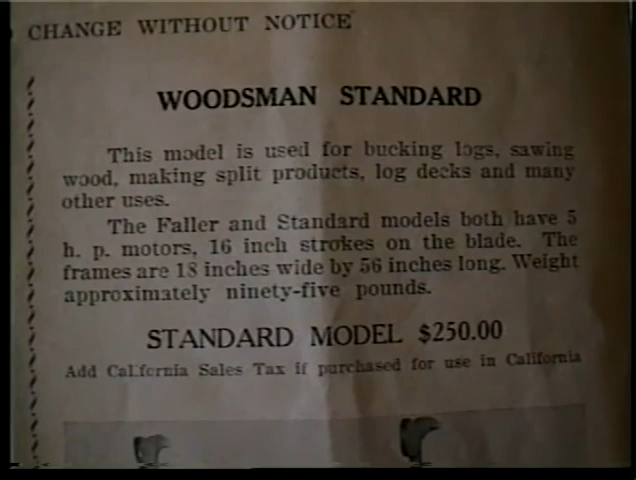 CHANGE WITHOUT NOTICE
WOODSMAN STANDARD
This model is used for bucking logs, sawing
wood, making split products, log decks and many
other uses.
The Faller and Standard models both have 5
h. p. motors, 16 inch strokes on the blade. The
frames are 18 inches wide by 56 inches long. Weight
approximately ninety-five pounds.
STANDARD MODEL $250.00
Add California Sales Tax if purchased for use in California